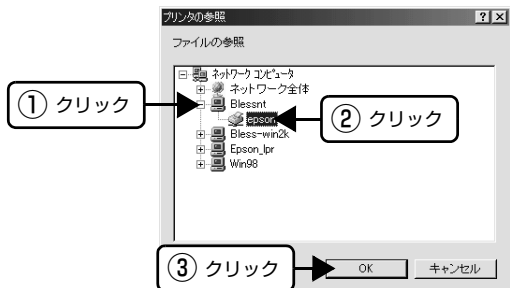 プリンタの参照
ファイルの参照
ネットワーク コンピュータ
ネットワーク全体
① クリック
Blessnt
epson
② クリック
Bless-win2k
Epson_lpr
Win98
③ クリック
OK
キャンセル